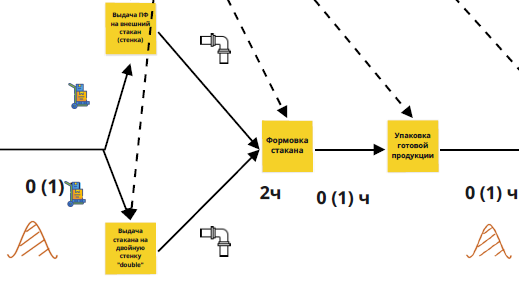 Выдача ПФ
на внешний
стакан
(стенка)
Формовка
стакана
Упаковка
готовой
продукции
0 (1)
2ч
0 (1) ч
0 (1) ч
Выдача
стакана на
двойную
стенку
"double"